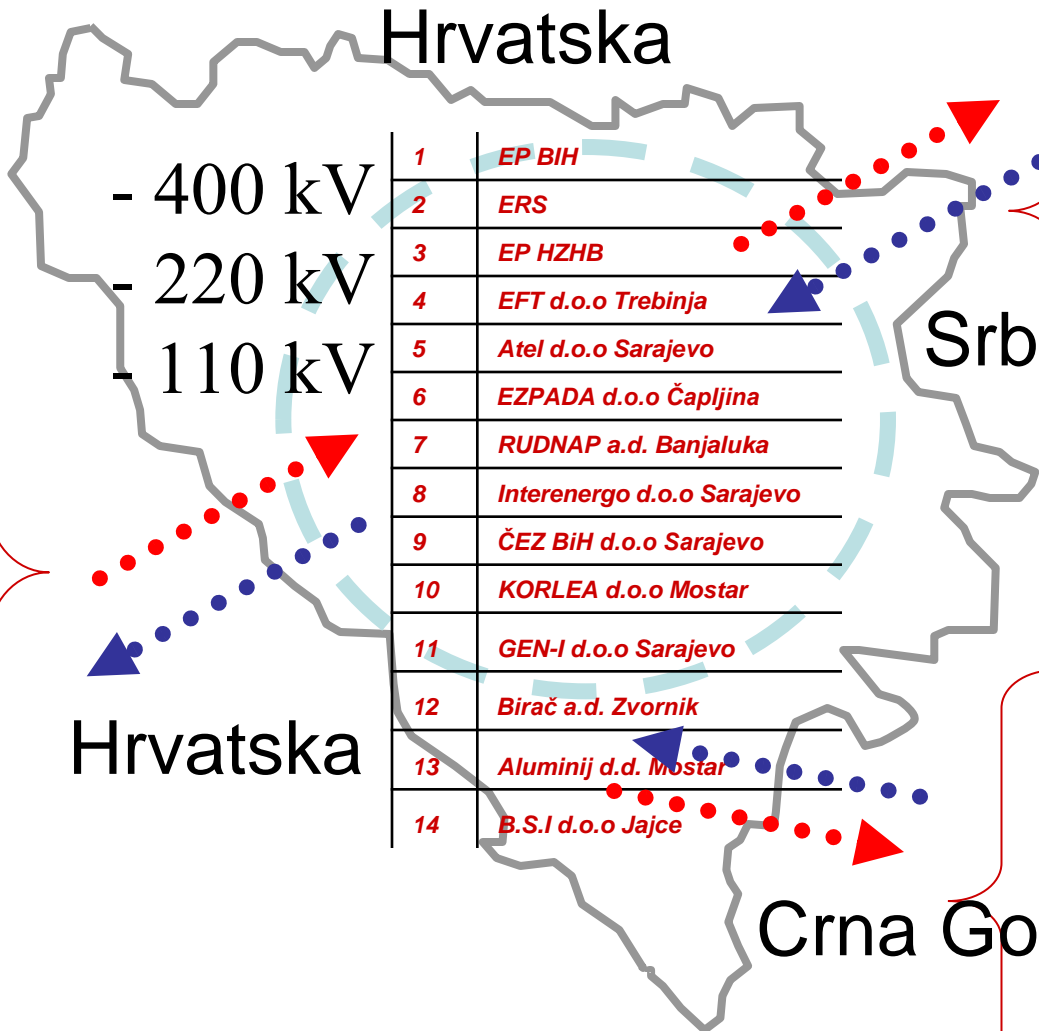 Hrvatska
- 400 kV
- 220 kV
- 110 kV
1 EP BIH
2 ERS
3 EP HZHB
4 EFT d.o.o Trebinja
5 Atel d.o.o Sarajevo
6 EZPADA d.o.o Čapljina
7 RUDNAP a.d. Banjaluka
8 Interenergo d.o.o Sarajevo
9 ČEZ BiH d.o.o Sarajevo
10 KORLEA d.o.o Mostar
11 GEN-I d.o.o Sarajevo
12 Birač a.d. Zvornik
13 Aluminij d.d. Mostar
14 B.S.I d.o.o Jajce
Srb
Hrvatska
Crna Go